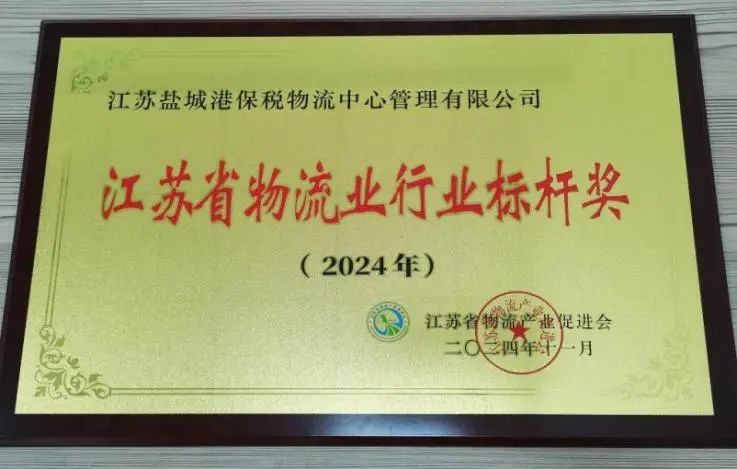 江苏盐城港保税物流中心管理有限公司
江苏省物流业行业标杆奖
（2024年）
江苏省物流产业促进会
二〇二四年十一月